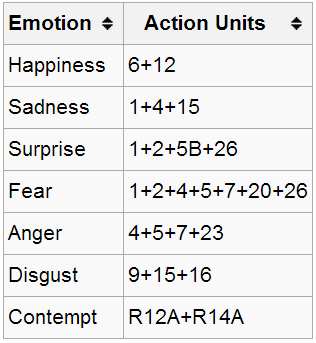 Emotion Action Units
Happiness 6+12
Sadness 1+4+15
Surprise 1+2+5B+26
Fear 1+2+4+5+7+20+26
Anger 4+5+7+23
Disgust 9+15+16
Contempt R12A+R14A